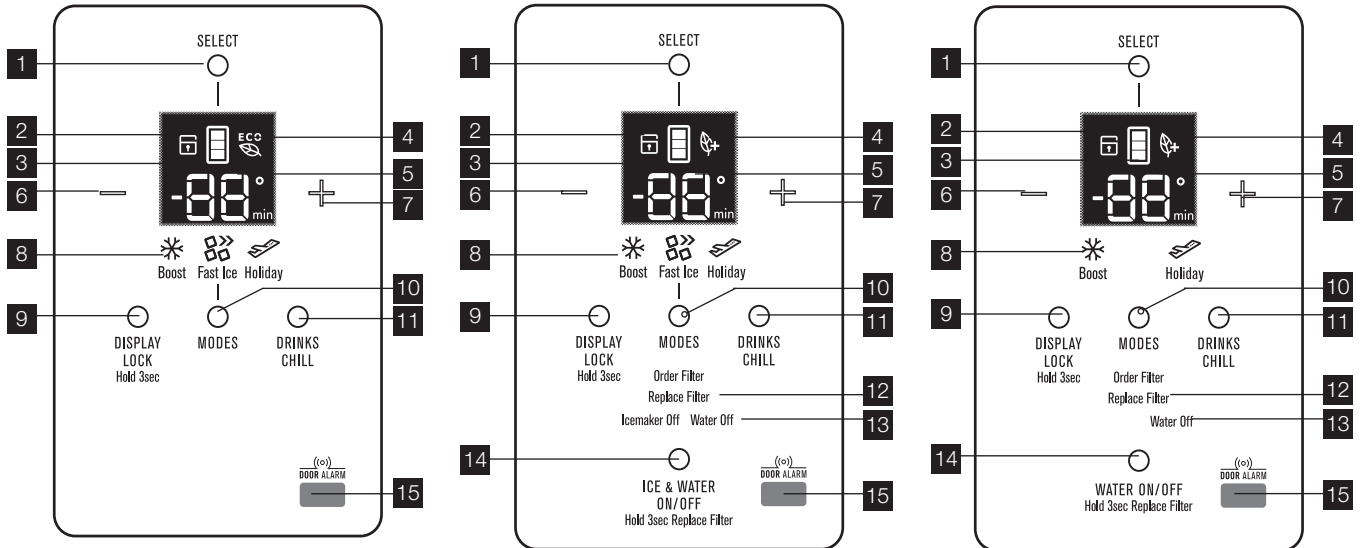 SELECT
1
2
ECO
4
3
5
6
-88°
min
7
8
Boost
Fast Ice
Holiday
10
9
11
DISPLAY
LOCK
Hold 3sec
MODES
DRINKS
CHILL
((o))
DOOR ALARM
15
SELECT
1
2
4
3
5
6
-88°
min
7
8
Boost
Fast Ice
Holiday
10
9
11
DISPLAY
LOCK
Hold 3sec
MODES
DRINKS
CHILL
Order Filter
Replace Filter
12
Icemaker Off
Water Off
13
14
ICE & WATER
ON/OFF
Hold 3sec Replace Filter
((o))
DOOR ALARM
15
SELECT
1
2
4
3
5
6
-88°
min
7
8
Boost
Holiday
10
9
11
DISPLAY
LOCK
Hold 3sec
MODES
DRINKS
CHILL
Order Filter
Replace Filter
12
Water Off
13
14
WATER ON/OFF
Hold 3sec Replace Filter
((o))
DOOR ALARM
15